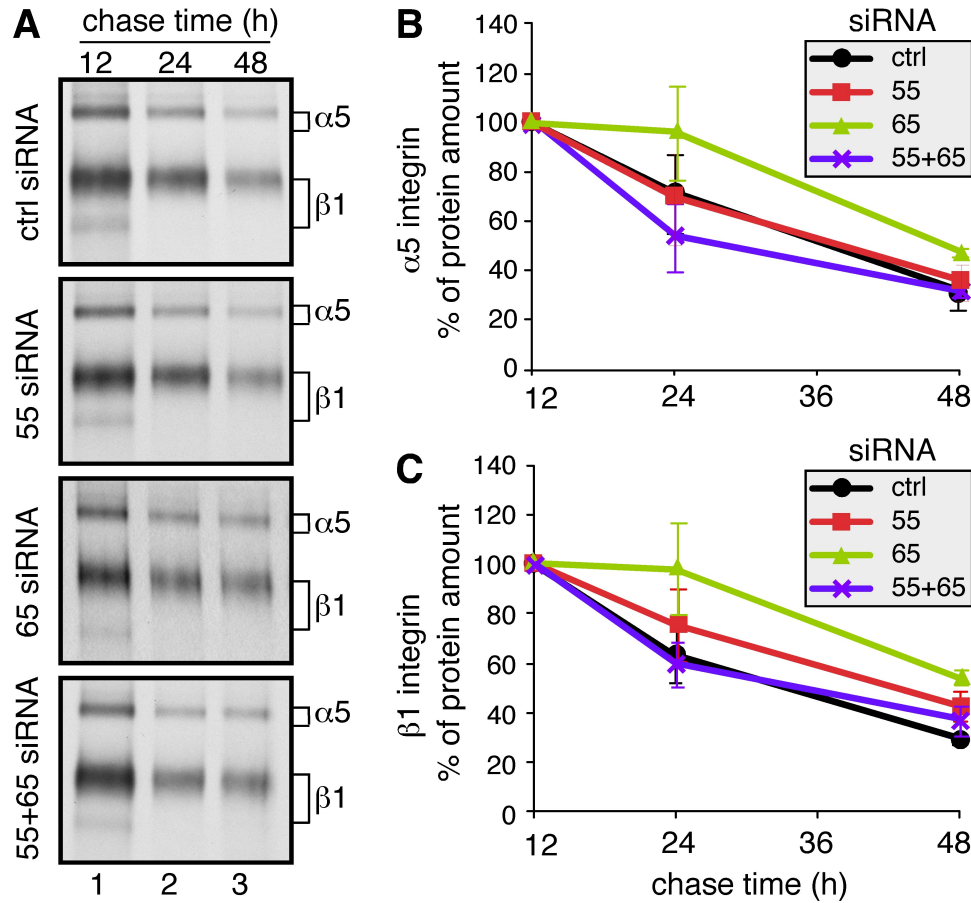 A
chase time (h)
12 24 48
ctrl siRNA
α5
β1
55 siRNA
α5
β1
65 siRNA
α5
β1
55+65 siRNA
α5
β1
1 2 3
B
siRNA
ctrl
55
65
55+65
α5 integrin
% of protein amount
140
120
100
80
60
40
20
0
12 24 36 48
C
siRNA
ctrl
55
65
55+65
β1 integrin
% of protein amount
140
120
100
80
60
40
20
0
12 24 36 48
chase time (h)